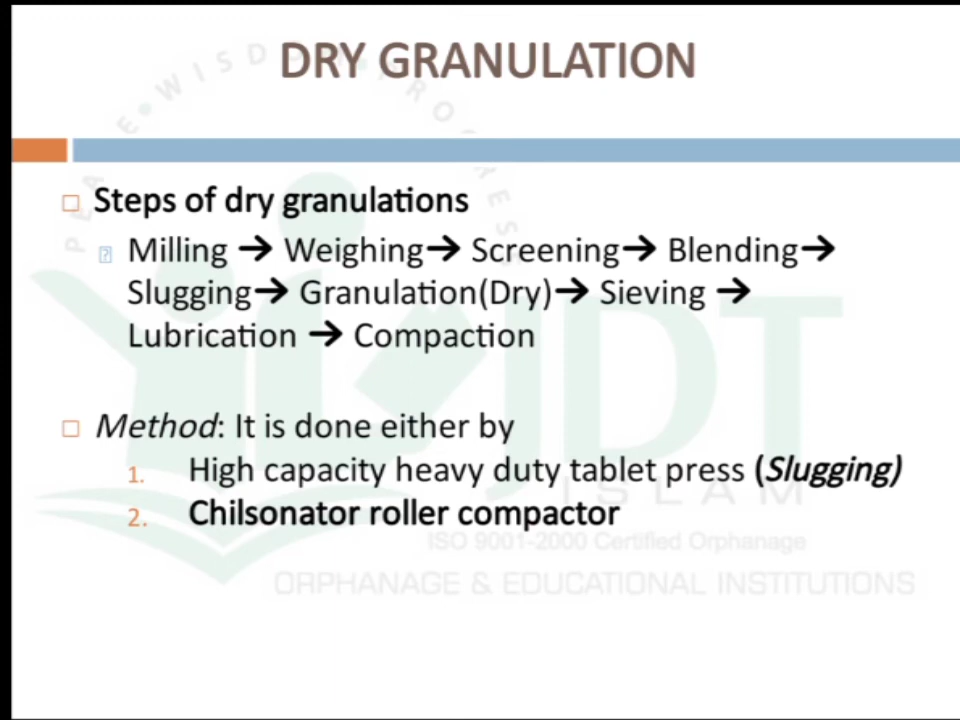 DRY GRANULATION
□ Steps of dry granulations
Milling → Weighing→ Screening→ Blending→
Slugging→ Granulation(Dry)→ Sieving →
Lubrication → Compaction
□ Method: It is done either by
1. High capacity heavy duty tablet press (Slugging)
2. Chilsonator roller compactor
JDT
ISLAM
ISO 9001-2000 Certified Orphanage
ORPHANAGE & EDUCATIONAL INSTITUTIONS